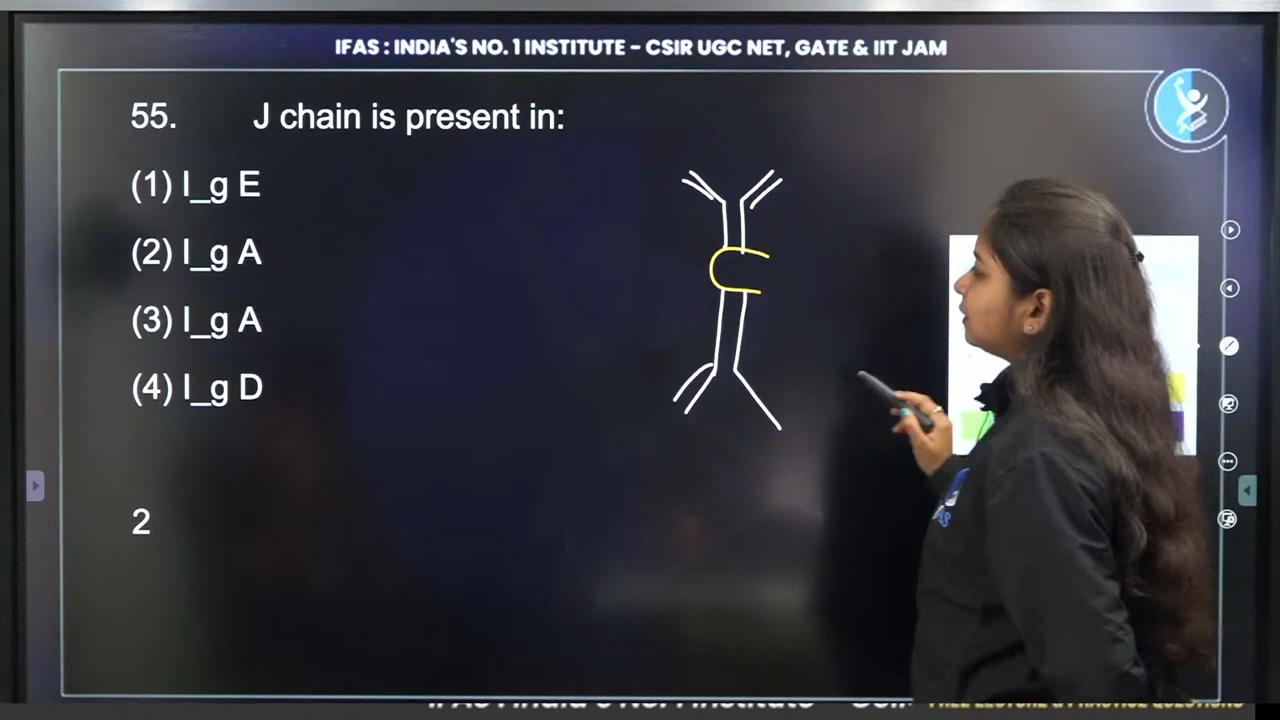 IFAS : INDIA'S NO. 1 INSTITUTE - CSIR UGC NET, GATE & IIT JAM
55. J chain is present in:
(1) I_g E
(2) I_g A
(3) I_g A
(4) I_g D
2